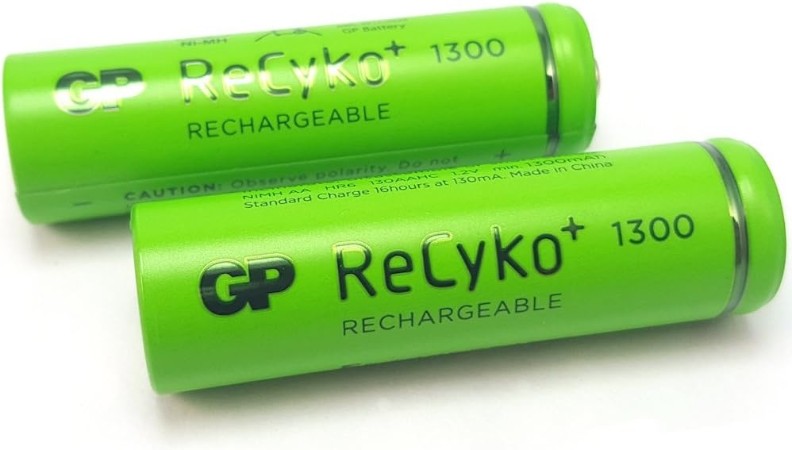 Ni-MH
GP Battery
GP ReCyKo+ 1300
RECHARGEABLE
CAUTION: Observe polarity. Do not
NiMH AA HR6 130AAHC 1.2V min 1300mAh
Standard Charge 16hours at 130mA. Made in China
GP ReCyKo+ 1300
RECHARGEABLE